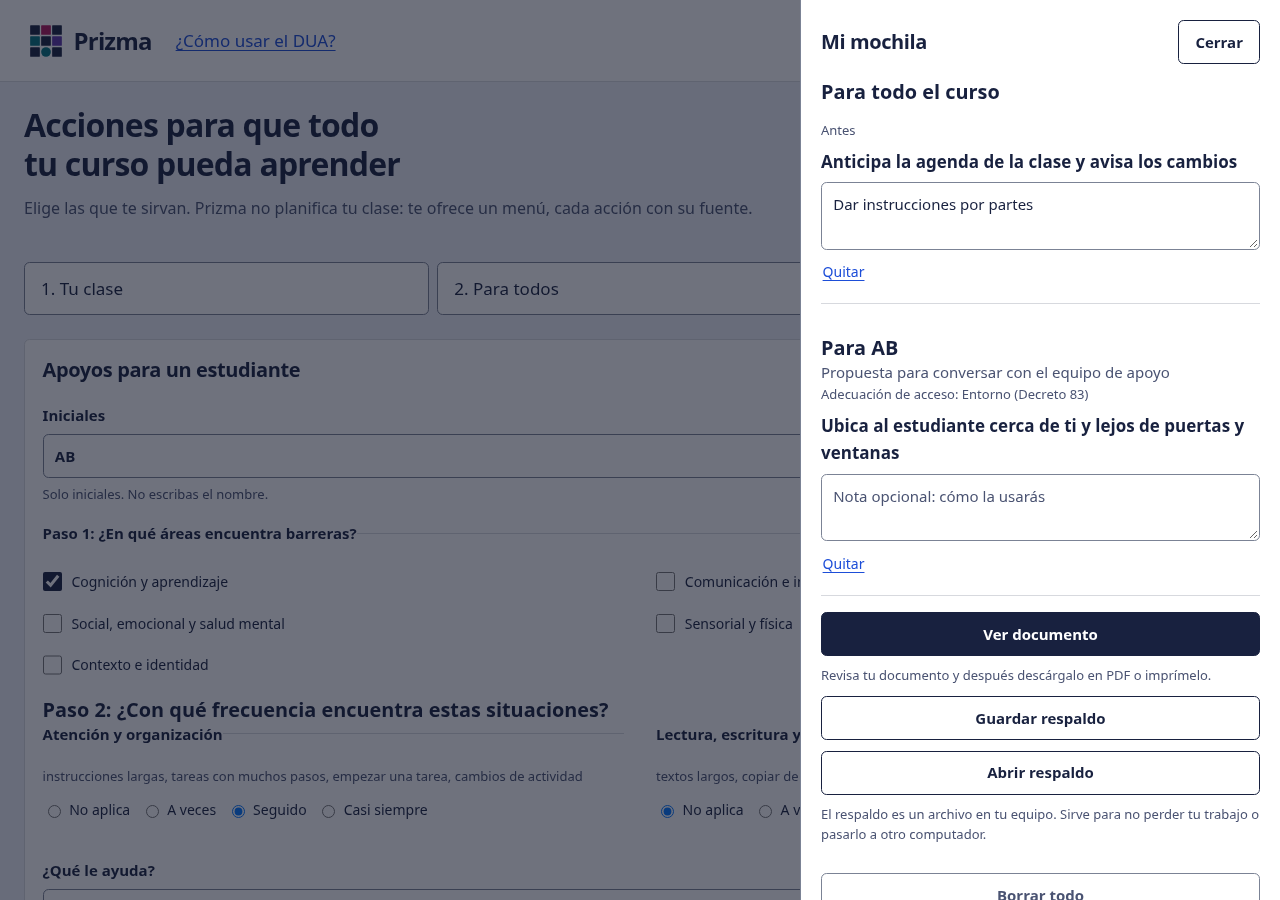 Prizma
¿Cómo usar el DUA?
Acciones para que todo
tu curso pueda aprender
Elige las que te sirvan. Prizma no planifica tu clase: te ofrece un menú, cada acción con su fuente.
1. Tu clase
2. Para todos
Apoyos para un estudiante
Iniciales
AB
Solo iniciales. No escribas el nombre.
Paso 1: ¿En qué áreas encuentra barreras?
Cognición y aprendizaje
Comunicación e
Social, emocional y salud mental
Sensorial y física
Contexto e identidad
Paso 2: ¿Con qué frecuencia encuentra estas situaciones?
Atención y organización
Lectura, escritura y
instrucciones largas, tareas con muchos pasos, empezar una tarea, cambios de actividad
textos largos, copiar de
No aplica
A veces
Seguido
Casi siempre
No aplica
A v
¿Qué le ayuda?
Mi mochila
Cerrar
Para todo el curso
Antes
Anticipa la agenda de la clase y avisa los cambios
Dar instrucciones por partes
Quitar
Para AB
Propuesta para conversar con el equipo de apoyo
Adecuación de acceso: Entorno (Decreto 83)
Ubica al estudiante cerca de ti y lejos de puertas y
ventanas
Nota opcional: cómo la usarás
Quitar
Ver documento
Revisa tu documento y después descárgalo en PDF o imprímelo.
Guardar respaldo
Abrir respaldo
El respaldo es un archivo en tu equipo. Sirve para no perder tu trabajo o
pasarlo a otro computador.
Borrar todo